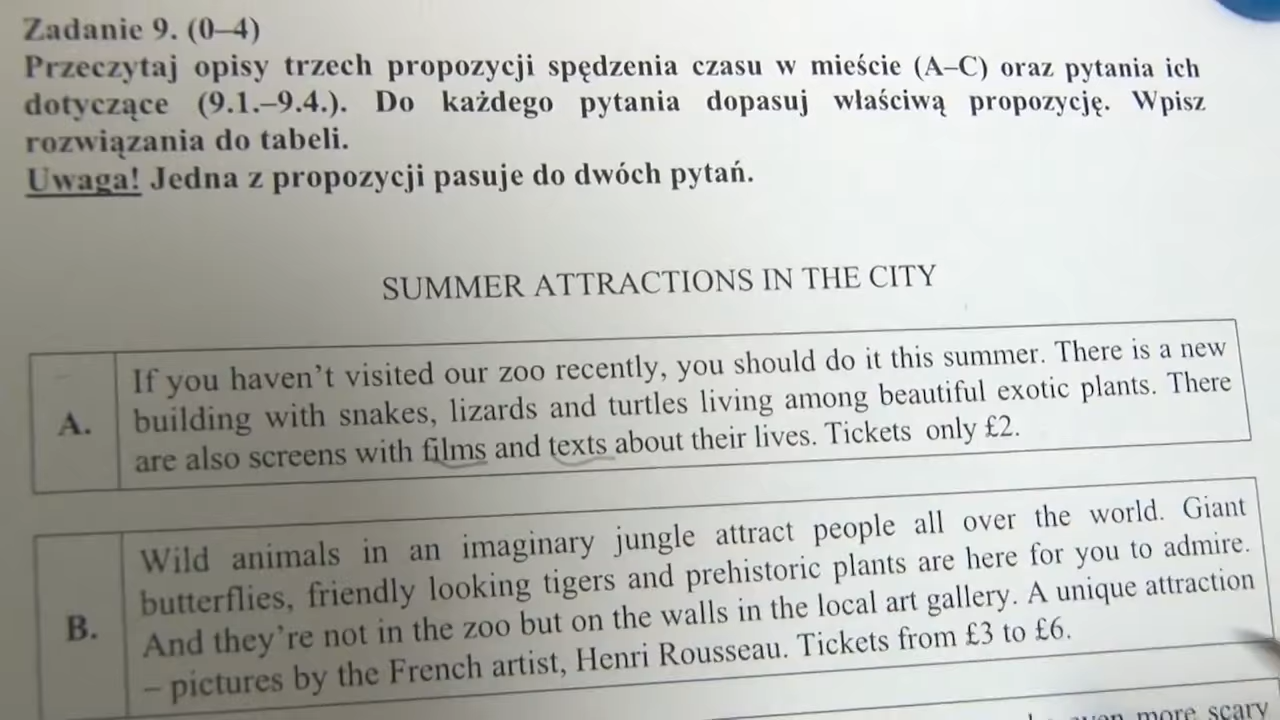 Zadanie 9. (0–4)
Przeczytaj opisy trzech propozycji spędzenia czasu w mieście (A–C) oraz pytania ich
dotyczące (9.1.–9.4.). Do każdego pytania dopasuj właściwą propozycję. Wpisz
rozwiązania do tabeli.
Uwaga! Jedna z propozycji pasuje do dwóch pytań.
SUMMER ATTRACTIONS IN THE CITY
A.
If you haven’t visited our zoo recently, you should do it this summer. There is a new
building with snakes, lizards and turtles living among beautiful exotic plants. There
are also screens with films and texts about their lives. Tickets only £2.
B.
Wild animals in an imaginary jungle attract people all over the world. Giant
butterflies, friendly looking tigers and prehistoric plants are here for you to admire.
And they’re not in the zoo but on the walls in the local art gallery. A unique attraction
– pictures by the French artist, Henri Rousseau. Tickets from £3 to £6.
more scary